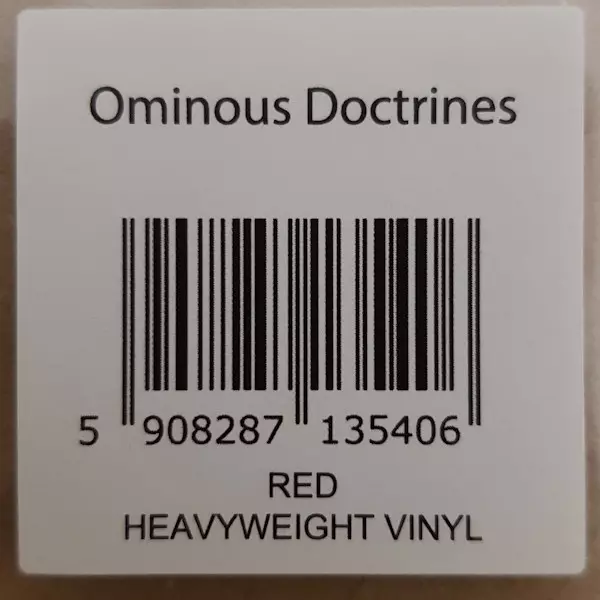 Ominous Doctrines
5 908287 135406
RED
HEAVYWEIGHT VINYL